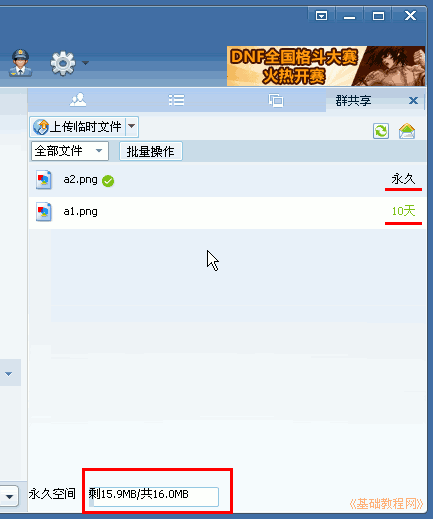 DNF全国格斗大赛
火热开赛
群共享
上传临时文件
全部文件 批量操作
a2.png 永久
a1.png 10天
永久空间 剩15.9MB/共16.0MB
《基础教程网》